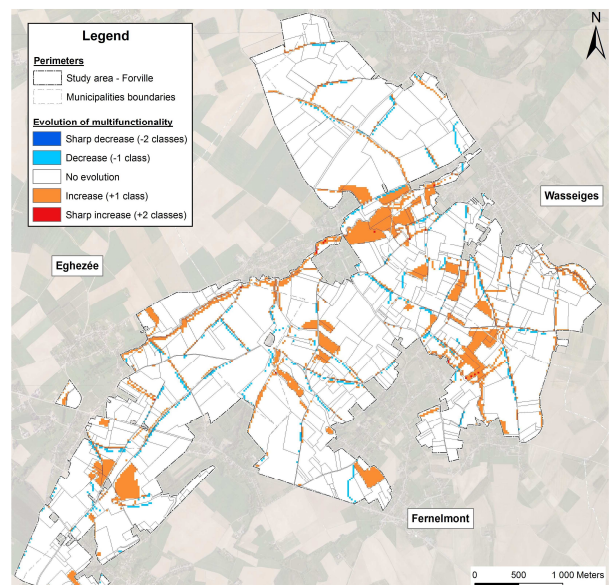 Legend
Perimeters
Study area - Forville
Municipalities boundaries
Evolution of multifunctionality
Sharp decrease (-2 classes)
Decrease (-1 class)
No evolution
Increase (+1 class)
Sharp increase (+2 classes)
N
Wasseiges
Eghezée
Fernelmont
0 500 1 000 Meters